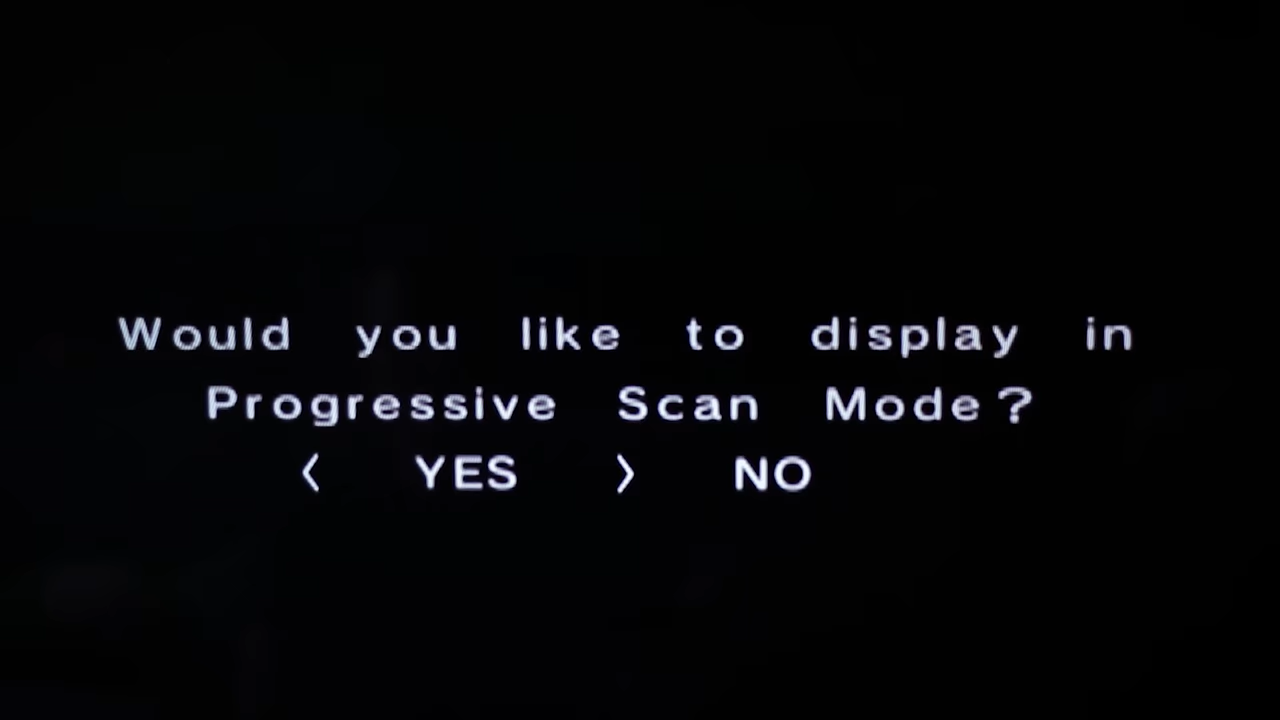 Would you like to display in
Progressive Scan Mode?
〈 YES 〉 NO